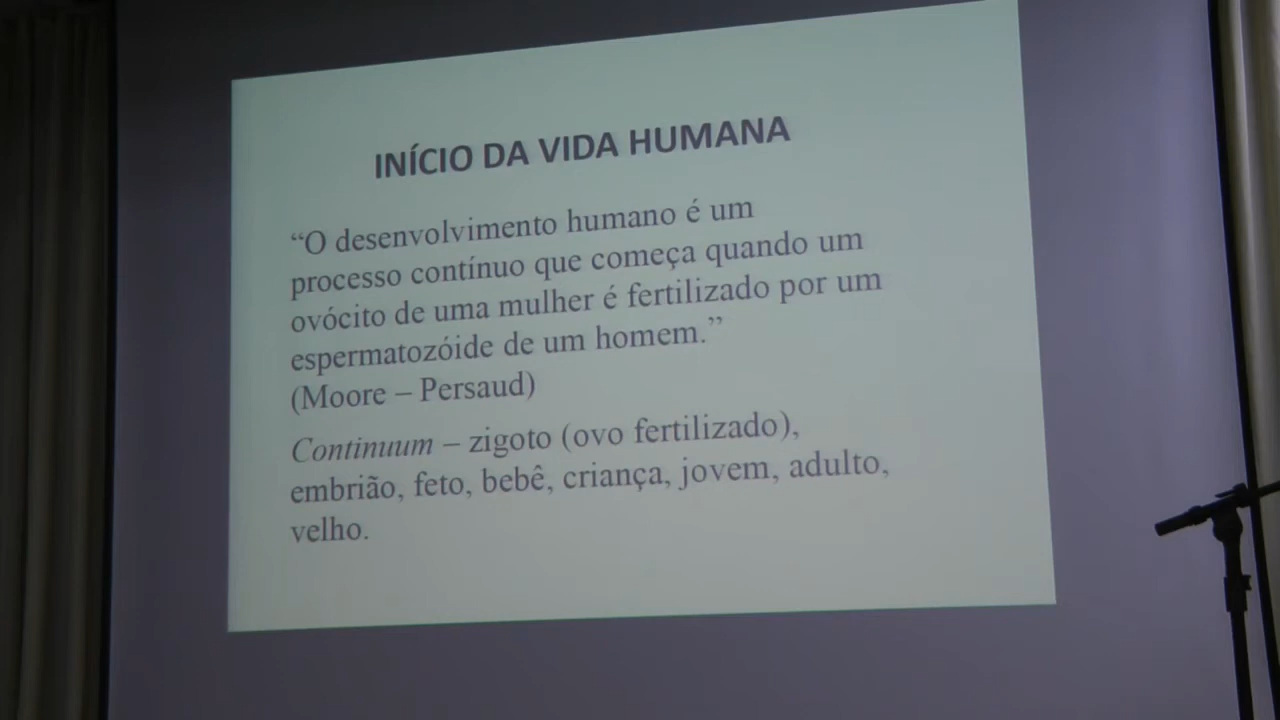 INÍCIO DA VIDA HUMANA
“O desenvolvimento humano é um
processo contínuo que começa quando um
ovócito de uma mulher é fertilizado por um
espermatozóide de um homem.”
(Moore – Persaud)
Continuum – zigoto (ovo fertilizado),
embrião, feto, bebê, criança, jovem, adulto,
velho.